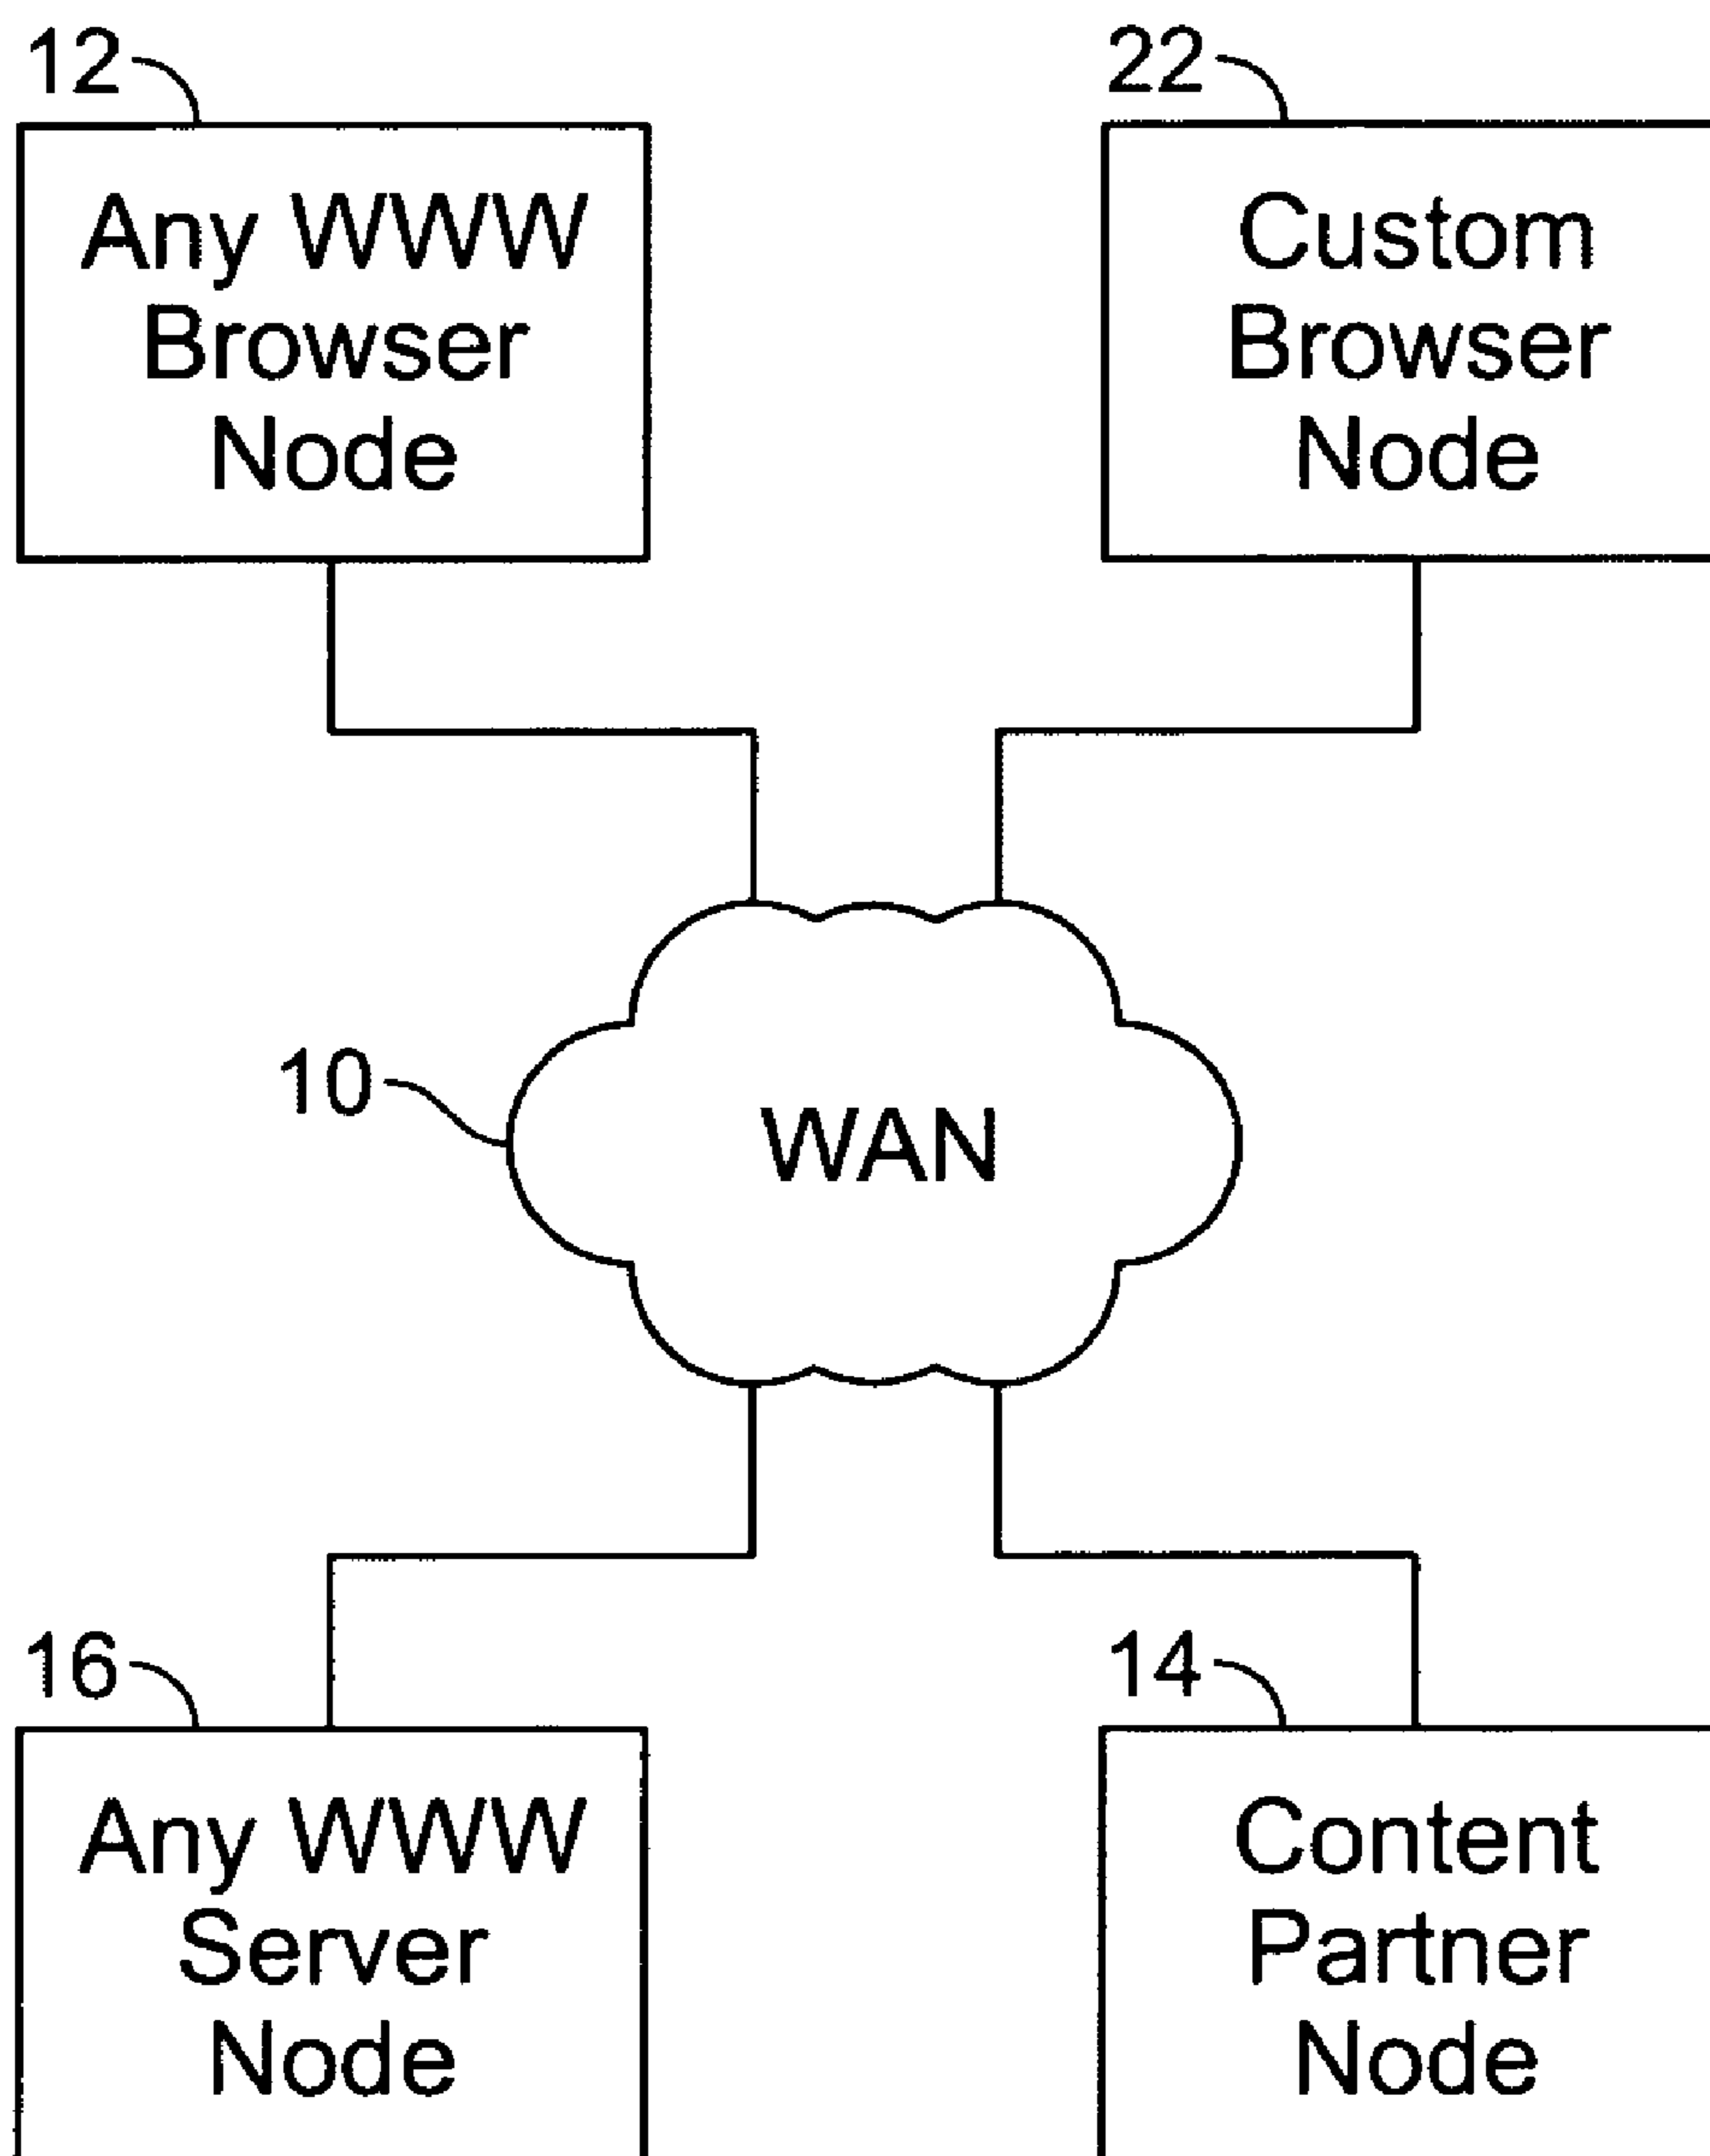 12
Any WWW
Browser
Node
22
Custom
Browser
Node
10
WAN
16
Any WWW
Server
Node
14
Content
Partner
Node